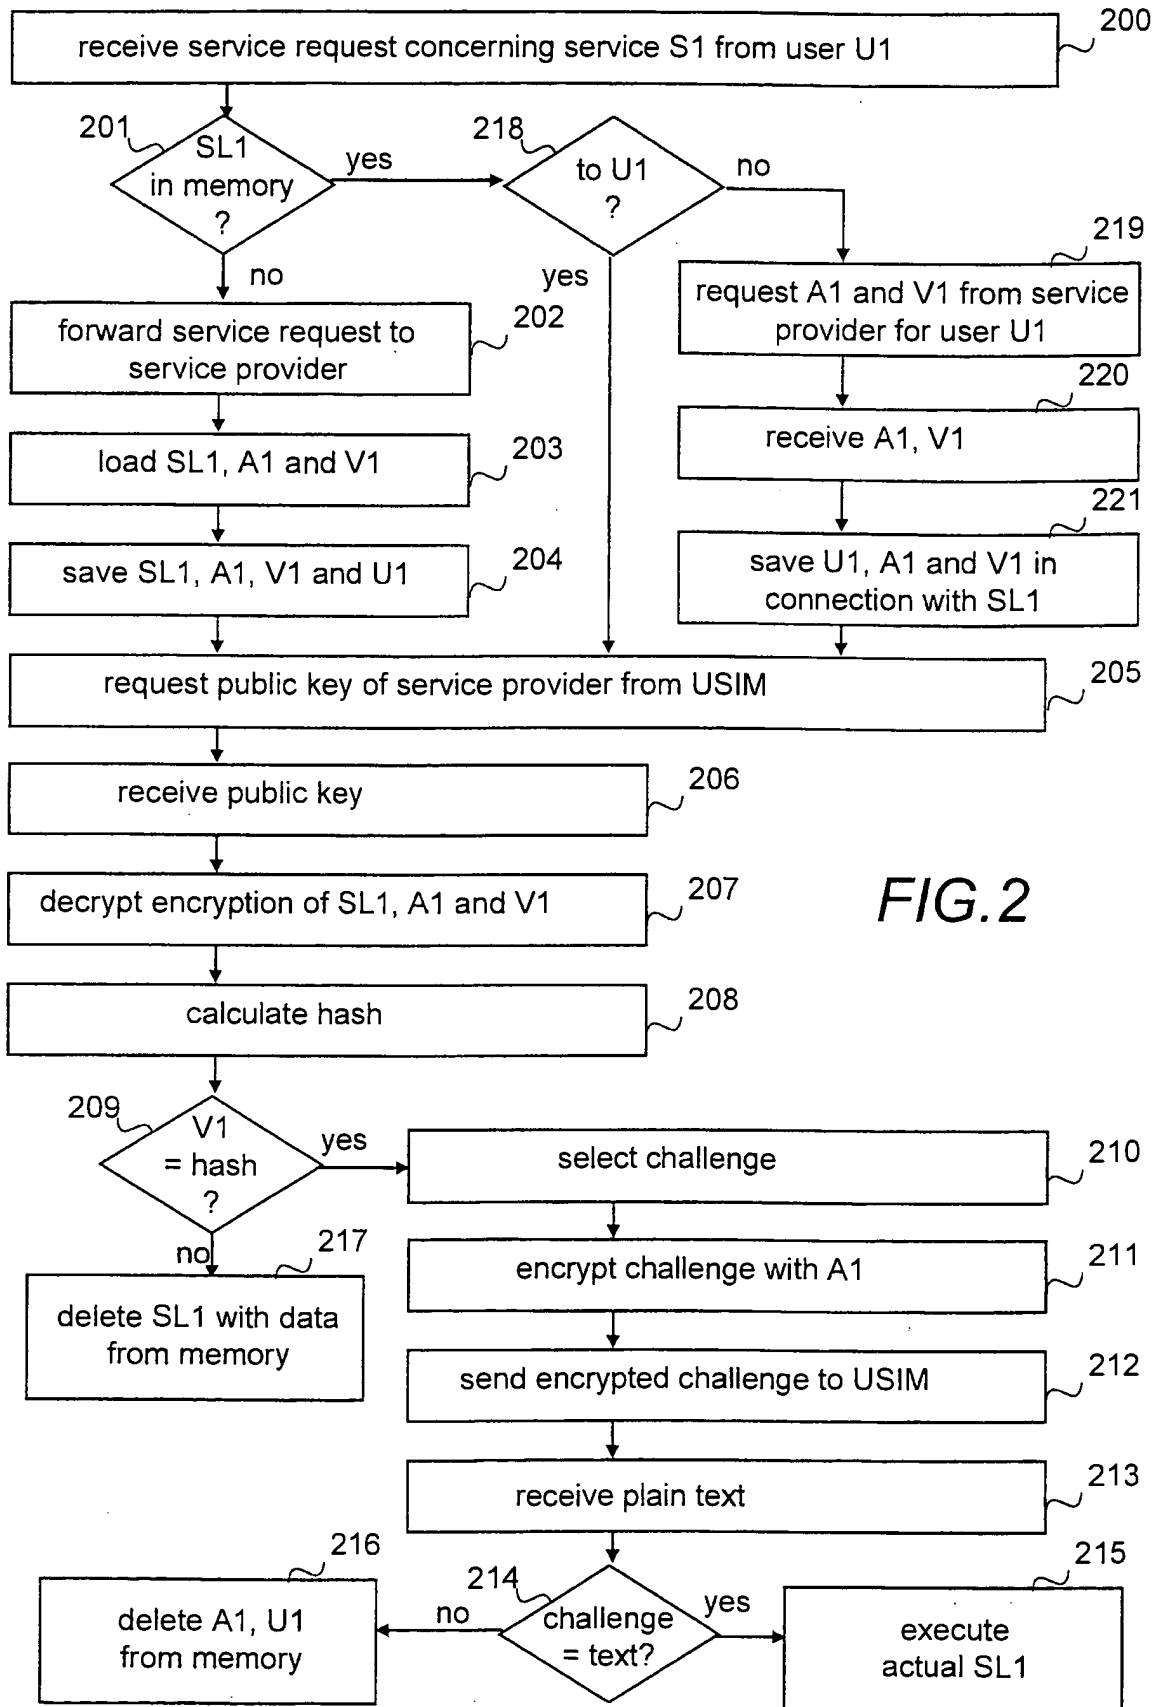 receive service request concerning service S1 from user U1
200
201
SL1
in memory
?
yes
218
to U1
?
no
no
yes
219
request A1 and V1 from service
provider for user U1
forward service request to
service provider
202
220
receive A1, V1
load SL1, A1 and V1
203
221
save U1, A1 and V1 in
connection with SL1
save SL1, A1, V1 and U1
204
request public key of service provider from USIM
205
receive public key
206
decrypt encryption of SL1, A1 and V1
207
FIG.2
calculate hash
208
209
V1
= hash
?
yes
select challenge
210
no
217
delete SL1 with data
from memory
encrypt challenge with A1
211
send encrypted challenge to USIM
212
receive plain text
213
216
delete A1, U1
from memory
no
214
challenge
= text?
yes
215
execute
actual SL1